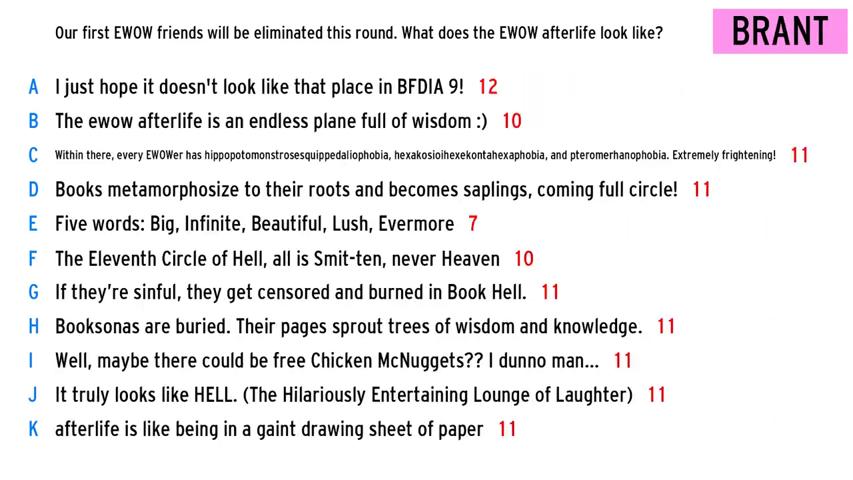 Our first EWOW friends will be eliminated this round. What does the EWOW afterlife look like?
BRANT
A I just hope it doesn't look like that place in BFDIA 9! 12
B The ewow afterlife is an endless plane full of wisdom :) 10
C Within there, every EWOWer has hippopotomonstrosesquippedaliophobia, hexakosioihexekontahexaphobia, and pteromerhanophobia. Extremely frightening! 11
D Books metamorphosize to their roots and becomes saplings, coming full circle! 11
E Five words: Big, Infinite, Beautiful, Lush, Evermore 7
F The Eleventh Circle of Hell, all is Smit-ten, never Heaven 10
G If they’re sinful, they get censored and burned in Book Hell. 11
H Booksonas are buried. Their pages sprout trees of wisdom and knowledge. 11
I Well, maybe there could be free Chicken McNuggets?? I dunno man... 11
J It truly looks like HELL. (The Hilariously Entertaining Lounge of Laughter) 11
K afterlife is like being in a gaint drawing sheet of paper 11